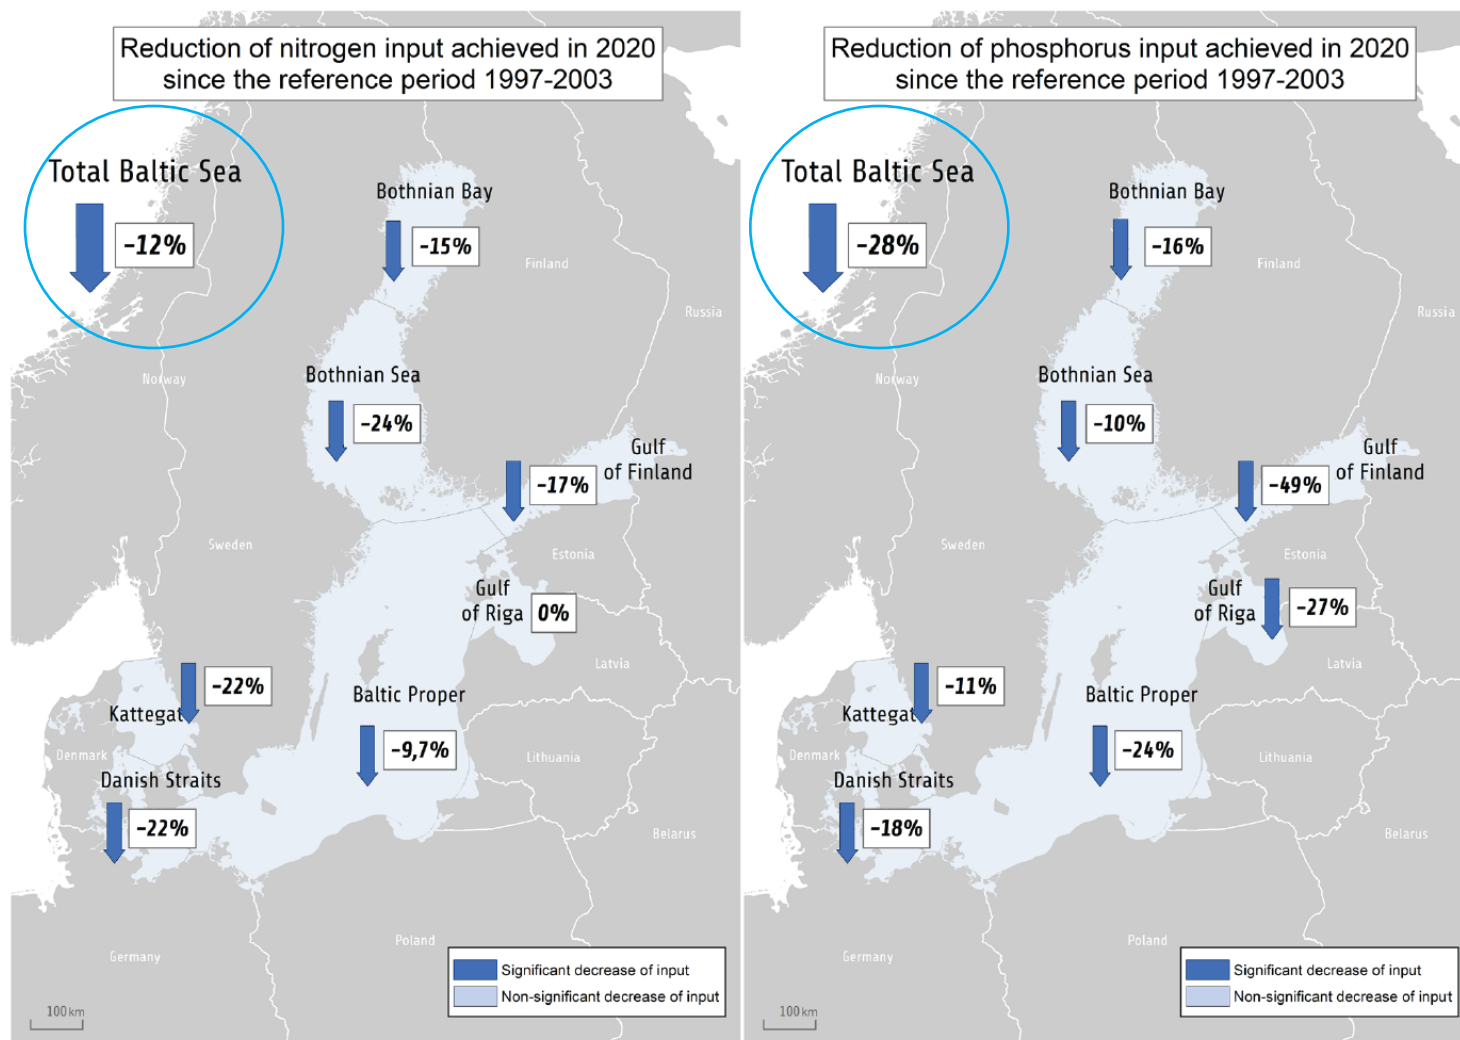 Reduction of nitrogen input achieved in 2020
since the reference period 1997-2003
Total Baltic Sea
-12%
Bothnian Bay
-15%
Finland
Russia
Norway
Bothnian Sea
-24%
Gulf
of Finland
-17%
Sweden
Estonia
Gulf
of Riga
0%
Latvia
-22%
Kattegat
Baltic Proper
-9,7%
Denmark
Lithuania
Danish Straits
-22%
Belarus
Poland
Germany
Significant decrease of input
Non-significant decrease of input
100 km
Reduction of phosphorus input achieved in 2020
since the reference period 1997-2003
Total Baltic Sea
-28%
Bothnian Bay
-16%
Finland
Russia
Norway
Bothnian Sea
-10%
Gulf
of Finland
-49%
Sweden
Estonia
Gulf
of Riga
-27%
Latvia
-11%
Kattegat
Baltic Proper
-24%
Denmark
Lithuania
Danish Straits
-18%
Belarus
Poland
Germany
Significant decrease of input
Non-significant decrease of input
100 km